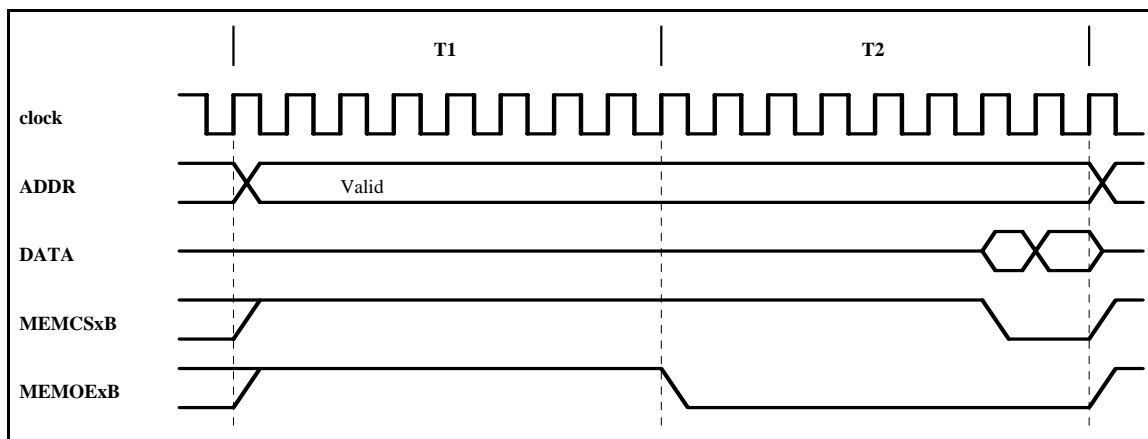 T1 T2
clock
ADDR Valid
DATA
MEMCSxB
MEMOExB